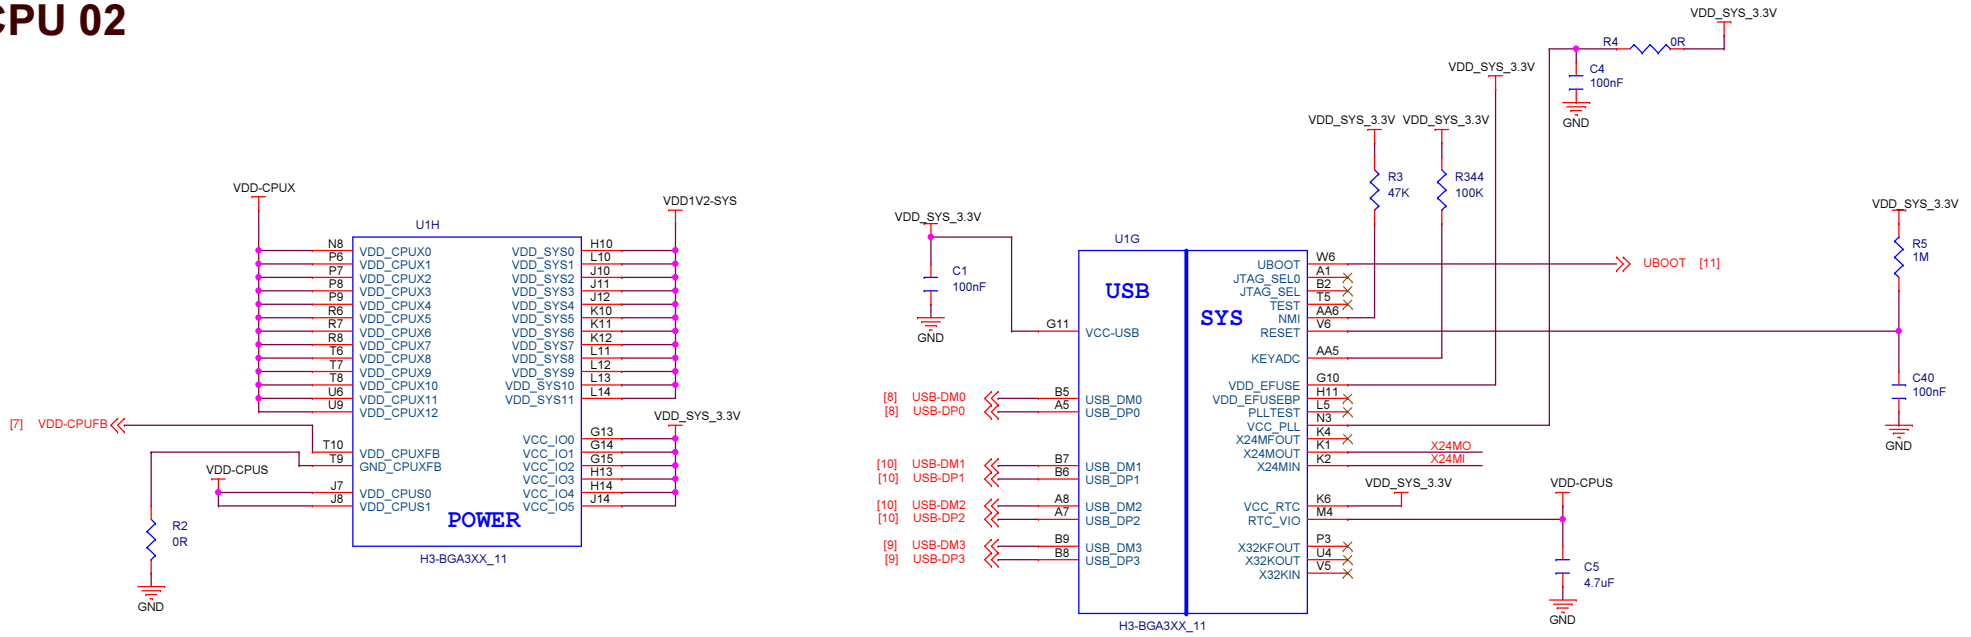 CPU 02
VDD-CPUX
VDD1V2-SYS
U1H
N8 VDD_CPUX0 VDD_SYS0 H10
P6 VDD_CPUX1 VDD_SYS1 L10
P7 VDD_CPUX2 VDD_SYS2 J10
P8 VDD_CPUX3 VDD_SYS3 J11
P9 VDD_CPUX4 VDD_SYS4 J12
R6 VDD_CPUX5 VDD_SYS5 K10
R7 VDD_CPUX6 VDD_SYS6 K11
R8 VDD_CPUX7 VDD_SYS7 K12
T6 VDD_CPUX8 VDD_SYS8 L11
T7 VDD_CPUX9 VDD_SYS9 L12
T8 VDD_CPUX10 VDD_SYS10 L13
U6 VDD_CPUX11 VDD_SYS11 L14
U9 VDD_CPUX12
VDD_SYS_3.3V
[7] VDD-CPUFB
VCC_IO0 G13
T10 VDD_CPUXFB VCC_IO1 G14
T9 GND_CPUXFB VCC_IO2 G15
VDD-CPUS
VCC_IO3 H13
J7 VDD_CPUS0 VCC_IO4 H14
J8 VDD_CPUS1 VCC_IO5 J14
POWER
R2
0R
GND
H3-BGA3XX_11
VDD_SYS_3.3V
R4 0R
C4
100nF
GND
VDD_SYS_3.3V
VDD_SYS_3.3V VDD_SYS_3.3V
R3
47K
R344
100K
VDD_SYS_3.3V
R5
1M
C40
100nF
GND
VDD_SYS_3.3V
C1
100nF
GND
U1G
USB
SYS
G11 VCC-USB
[8] USB-DM0 B5 USB_DM0
[8] USB-DP0 A5 USB_DP0
[10] USB-DM1 B7 USB_DM1
[10] USB-DP1 B6 USB_DP1
[10] USB-DM2 A8 USB_DM2
[10] USB-DP2 A7 USB_DP2
[9] USB-DM3 B9 USB_DM3
[9] USB-DP3 B8 USB_DP3
UBOOT W6 UBOOT [11]
JTAG_SEL0 A1
JTAG_SEL B2
TEST T5
NMI AA6
RESET V6
KEYADC AA5
VDD_EFUSE G10
VDD_EFUSEBP H11
PLLTEST L5
VCC_PLL N3
X24MFOUT K4
X24MOUT K1 X24MO
X24MIN K2 X24MI
VDD_SYS_3.3V
VDD-CPUS
VCC_RTC K6
RTC_VIO M4
X32KFOUT P3
X32KOUT U4
X32KIN V5
C5
4.7uF
GND
H3-BGA3XX_11